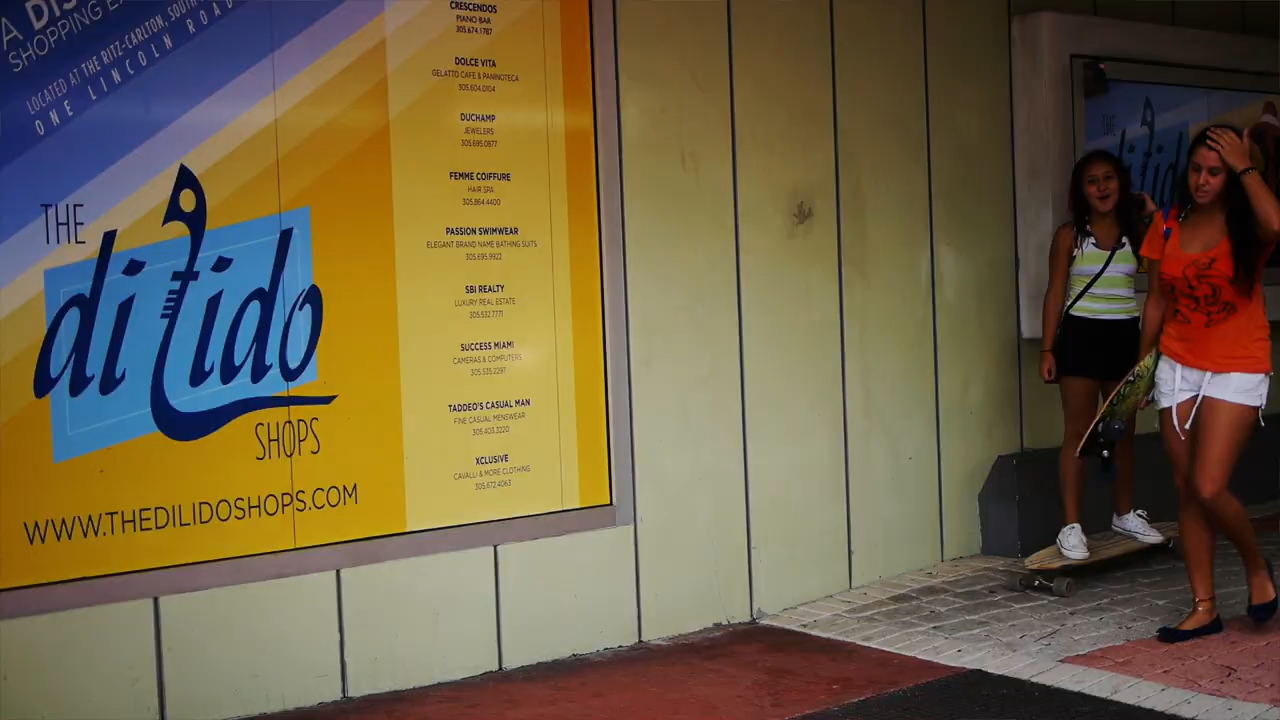 A DIS
SHOPPING E
LOCATED AT THE RITZ-CARLTON, SOUTH
ONE LINCOLN ROAD
THE
di Lido
SHOPS
WWW.THEDILIDOSHOPS.COM
CRESCENDOS
PIANO BAR
305.674.1787
DOLCE VITA
GELATTO CAFE & PANINOTECA
305.604.0104
DUCHAMP
JEWELERS
305.695.0877
FEMME COIFFURE
HAIR SPA
305.864.4400
PASSION SWIMWEAR
ELEGANT BRAND NAME BATHING SUITS
305.695.9922
SBI REALTY
LUXURY REAL ESTATE
305.532.7771
SUCCESS MIAMI
CAMERAS & COMPUTERS
305.535.2297
TADDEO'S CASUAL MAN
FINE CASUAL MENSWEAR
305.403.3220
XCLUSIVE
CAVALLI & MORE CLOTHING
305.672.4063
THE
di Lido